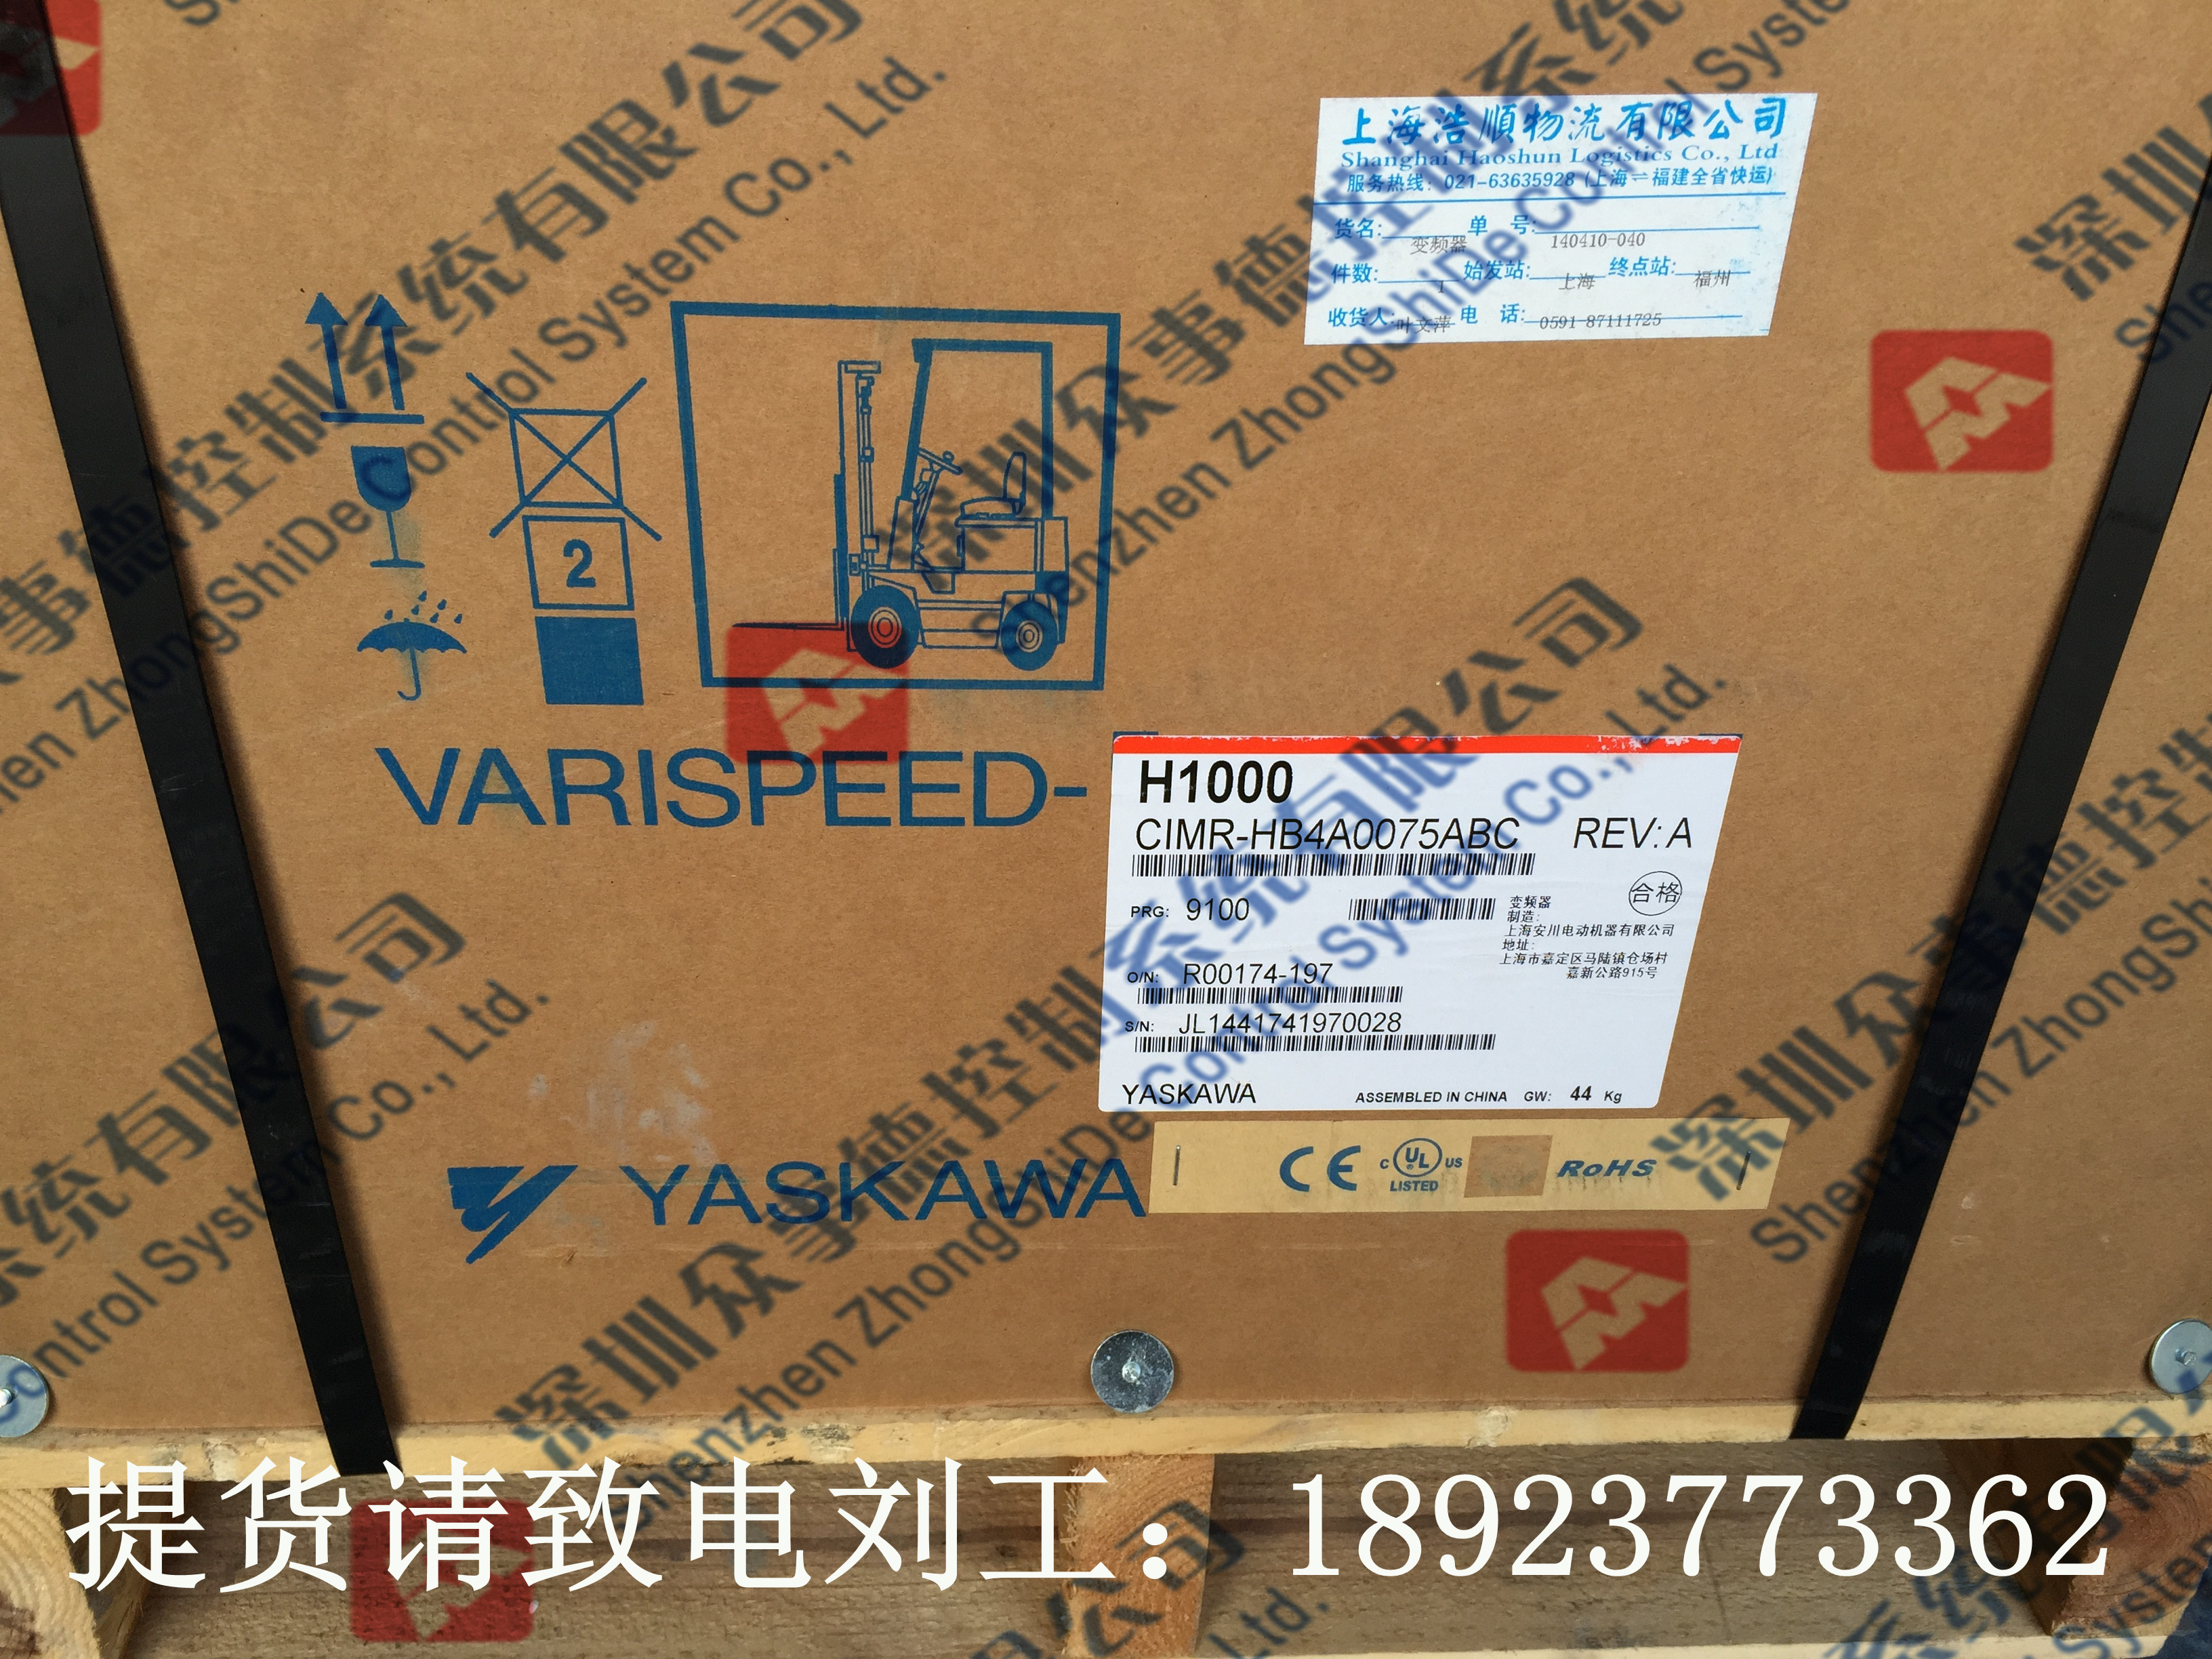 上海浩順物流有限公司
Shanghai Haoshun Logistics Co., Ltd
服务热线: 021-63635928 (上海⇌福建全省快运)
货名: 变频器 单 号: 140410-040
件数: 1 始发站: 上海 终点站: 福州
收货人: 叶文萍 电 话: 0591-87111725
2
VARISPEED-
H1000
CIMR-HB4A0075ABC REV: A
PRG: 9100
变频器
制造:
上海安川电动机器有限公司
地址:
上海市嘉定区马陆镇仓场村
嘉新公路915号
合格
O/N: R00174-197
S/N: JL1441741970028
YASKAWA ASSEMBLED IN CHINA GW: 44 Kg
YASKAWA
CE C UL US LISTED RoHS
深圳众事德控制系统有限公司
Shenzhen ZhongShiDe Control System Co., Ltd.
提货请致电刘工：18923773362